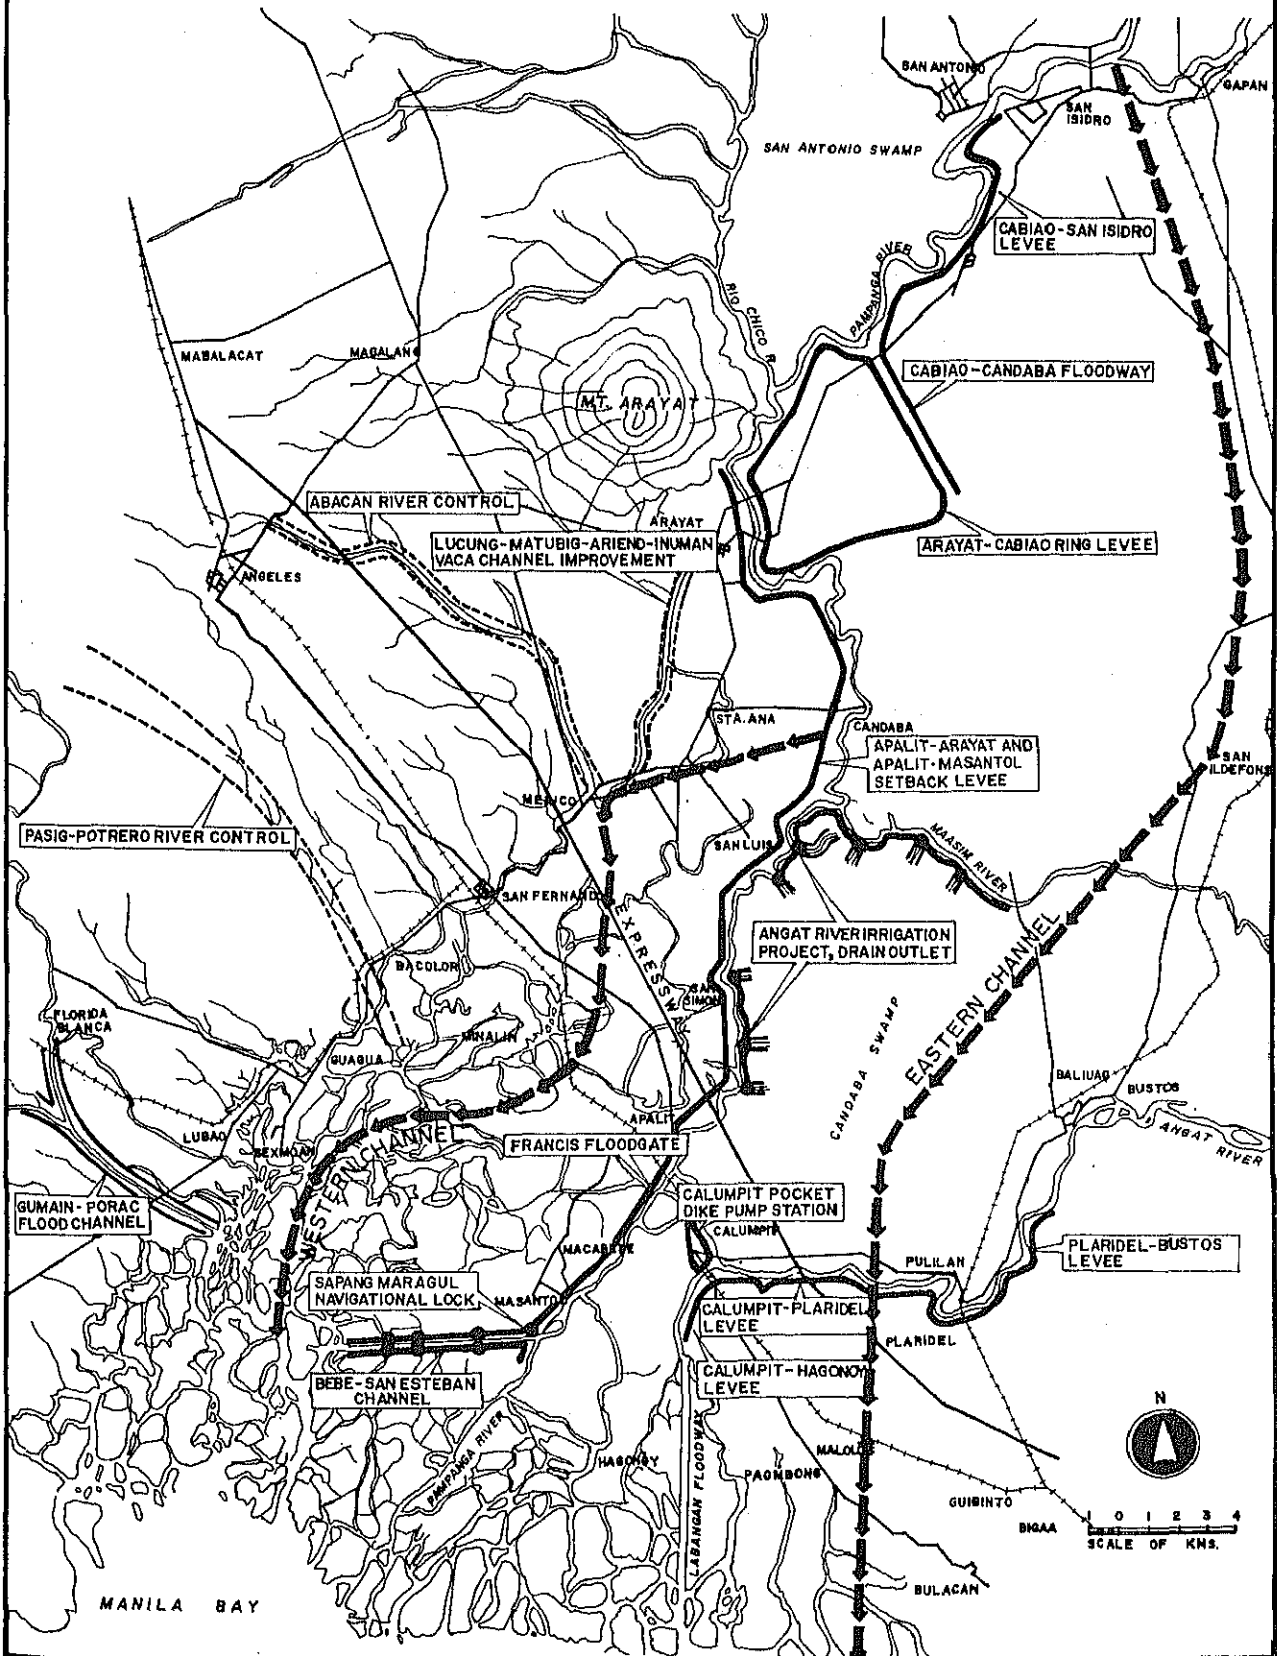 SAN ANTONIO
GAPAN
SAN
ISIDRO
SAN ANTONIO SWAMP
CABIAO-SAN ISIDRO
LEVEE
PAMPANGA RIVER
RIO CHICO R.
MABALACAT
MAGALAN
CABIAO-CANDABA FLOODWAY
MT. ARAYAT
ABACAN RIVER CONTROL
ARAYAT
LUCUNG-MATUBIG-ARIEND-INUMAN
VACA CHANNEL IMPROVEMENT
ARAYAT-CABIAO RING LEVEE
ANGELES
STA. ANA
CANDABA
APALIT-ARAYAT AND
APALIT-MASANTOL
SETBACK LEVEE
SAN
ILDEFONS
MEXICO
PASIG-POTRERO RIVER CONTROL
SAN LUIS
MAASIM RIVER
SAN FERNANDO
EXPRESSWAY
ANGAT RIVER IRRIGATION
PROJECT, DRAIN OUTLET
BACOLOR
SAN
SIMON
EASTERN CHANNEL
CANDABA SWAMP
FLORIDA
BLANCA
MINALIN
GUAGUA
BALIUAG
BUSTOS
ANGAT RIVER
APALIT
LUBAO
SEXMOAN
WESTERN CHANNEL
FRANCIS FLOODGATE
GUMAIN-PORAC
FLOOD CHANNEL
CALUMPIT POCKET
DIKE PUMP STATION
CALUMPIT
MACABEBE
PULILAN
PLARIDEL-BUSTOS
LEVEE
SAPANG MARAGUL
NAVIGATIONAL LOCK
MASANTO
CALUMPIT-PLARIDEL
LEVEE
PLARIDEL
BEBE-SAN ESTEBAN
CHANNEL
CALUMPIT-HAGONOY
LEVEE
N
PAMPANGA RIVER
HAGONOY
LABANGAN FLOODWAY
MALOLOS
PAOMBONG
GUIGINTO
BIGAA
1 0 1 2 3 4
SCALE OF KMS.
BULACAN
MANILA BAY